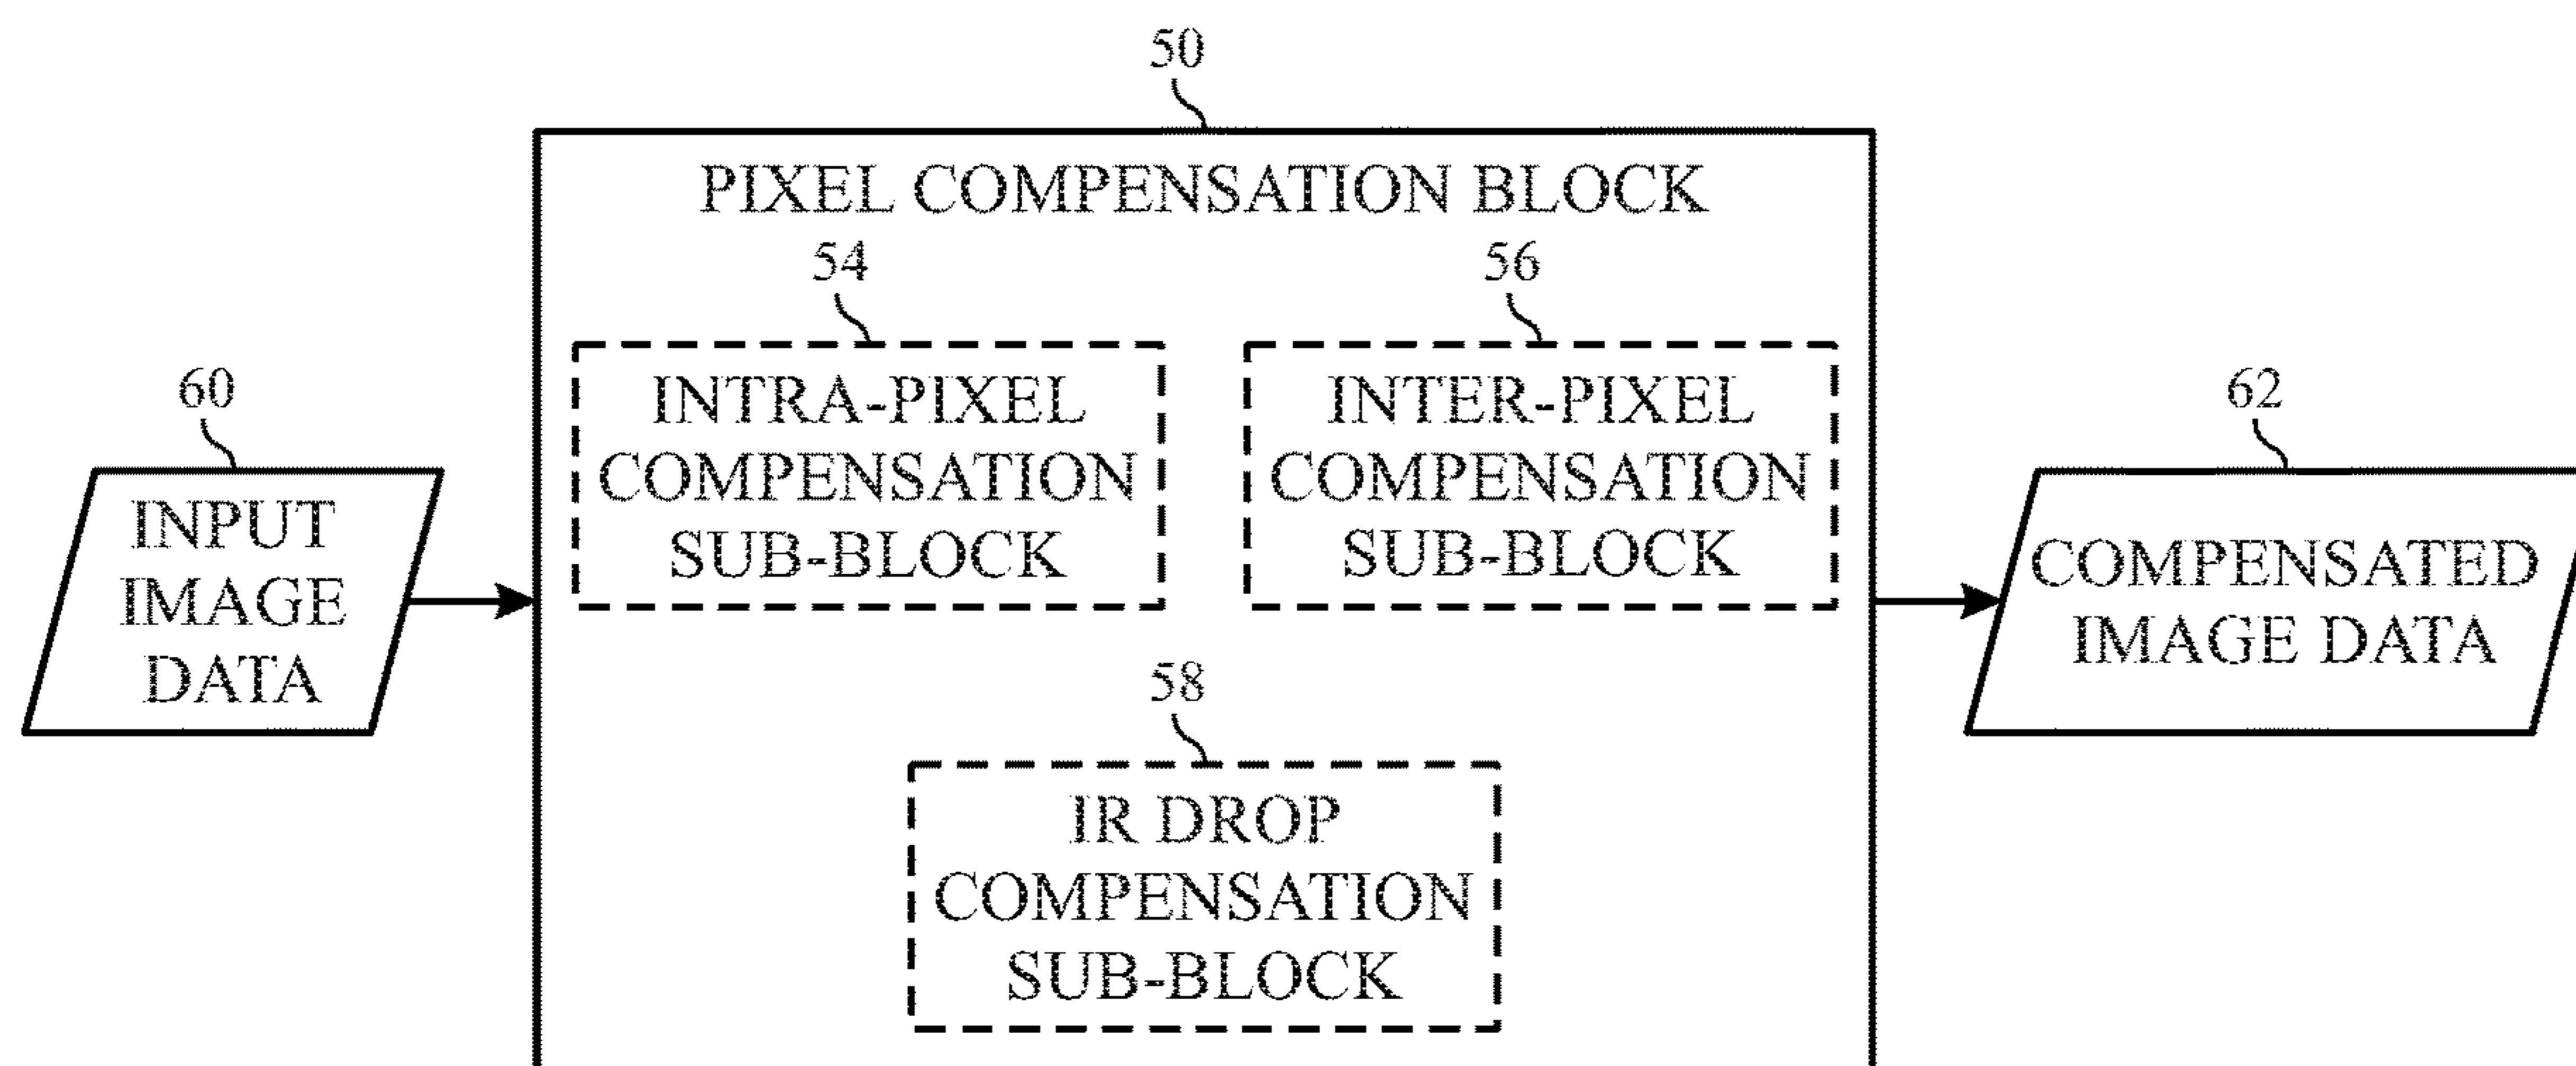 50
PIXEL COMPENSATION BLOCK
54
56
60
INTRA-PIXEL
COMPENSATION
SUB-BLOCK
INTER-PIXEL
COMPENSATION
SUB-BLOCK
62
INPUT
IMAGE
DATA
COMPENSATED
IMAGE DATA
58
IR DROP
COMPENSATION
SUB-BLOCK